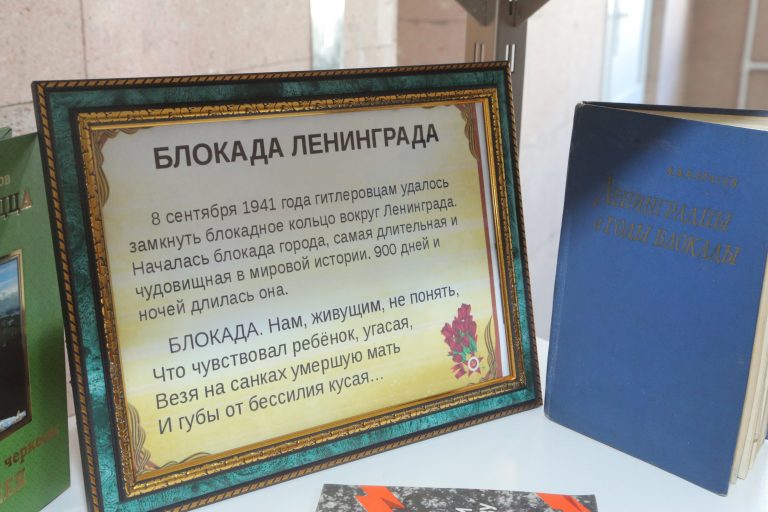 БЛОКАДА ЛЕНИНГРАДА
8 сентября 1941 года гитлеровцам удалось
замкнуть блокадное кольцо вокруг Ленинграда.
Началась блокада города, самая длительная и
чудовищная в мировой истории. 900 дней и
ночей длилась она.
БЛОКАДА. Нам, живущим, не понять,
Что чувствовал ребёнок, угасая,
Везя на санках умершую мать
И губы от бессилия кусая...
ЛЕНИНГРАДЦЫ
В ГОДЫ БЛОКАДЫ